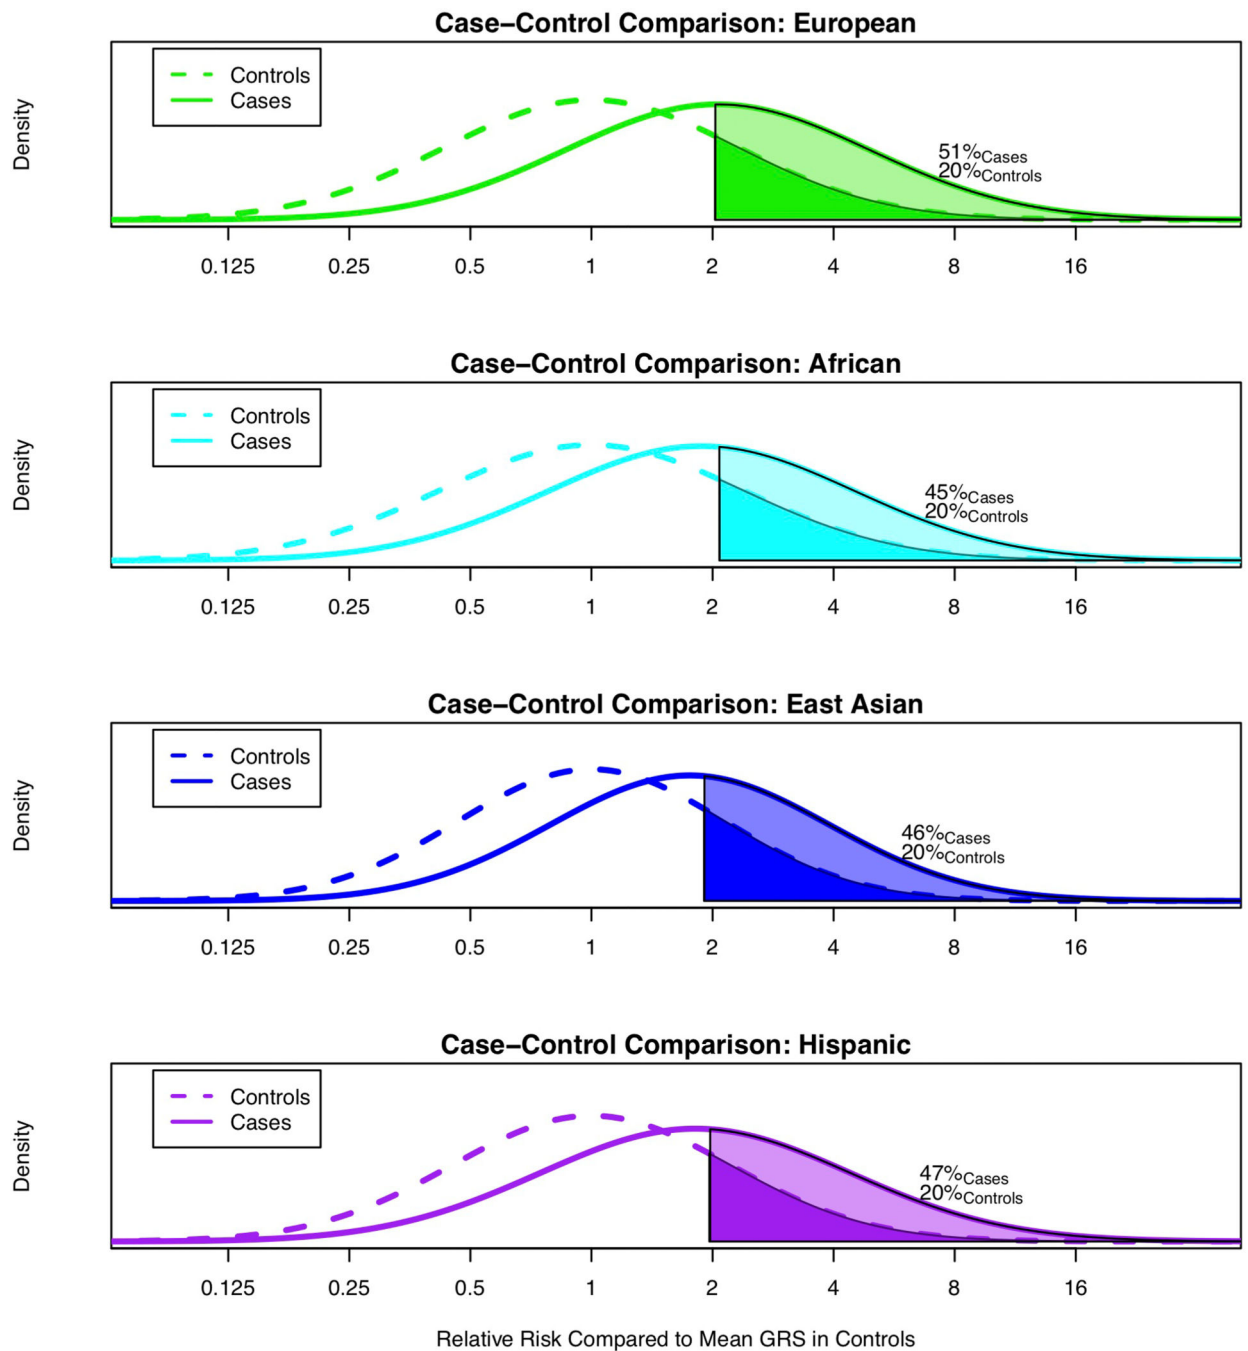 Case–Control Comparison: European
Controls
Cases
Density
51%Cases
20%Controls
0.125 0.25 0.5 1 2 4 8 16
Case–Control Comparison: African
Controls
Cases
Density
45%Cases
20%Controls
0.125 0.25 0.5 1 2 4 8 16
Case–Control Comparison: East Asian
Controls
Cases
Density
46%Cases
20%Controls
0.125 0.25 0.5 1 2 4 8 16
Case–Control Comparison: Hispanic
Controls
Cases
Density
47%Cases
20%Controls
0.125 0.25 0.5 1 2 4 8 16
Relative Risk Compared to Mean GRS in Controls